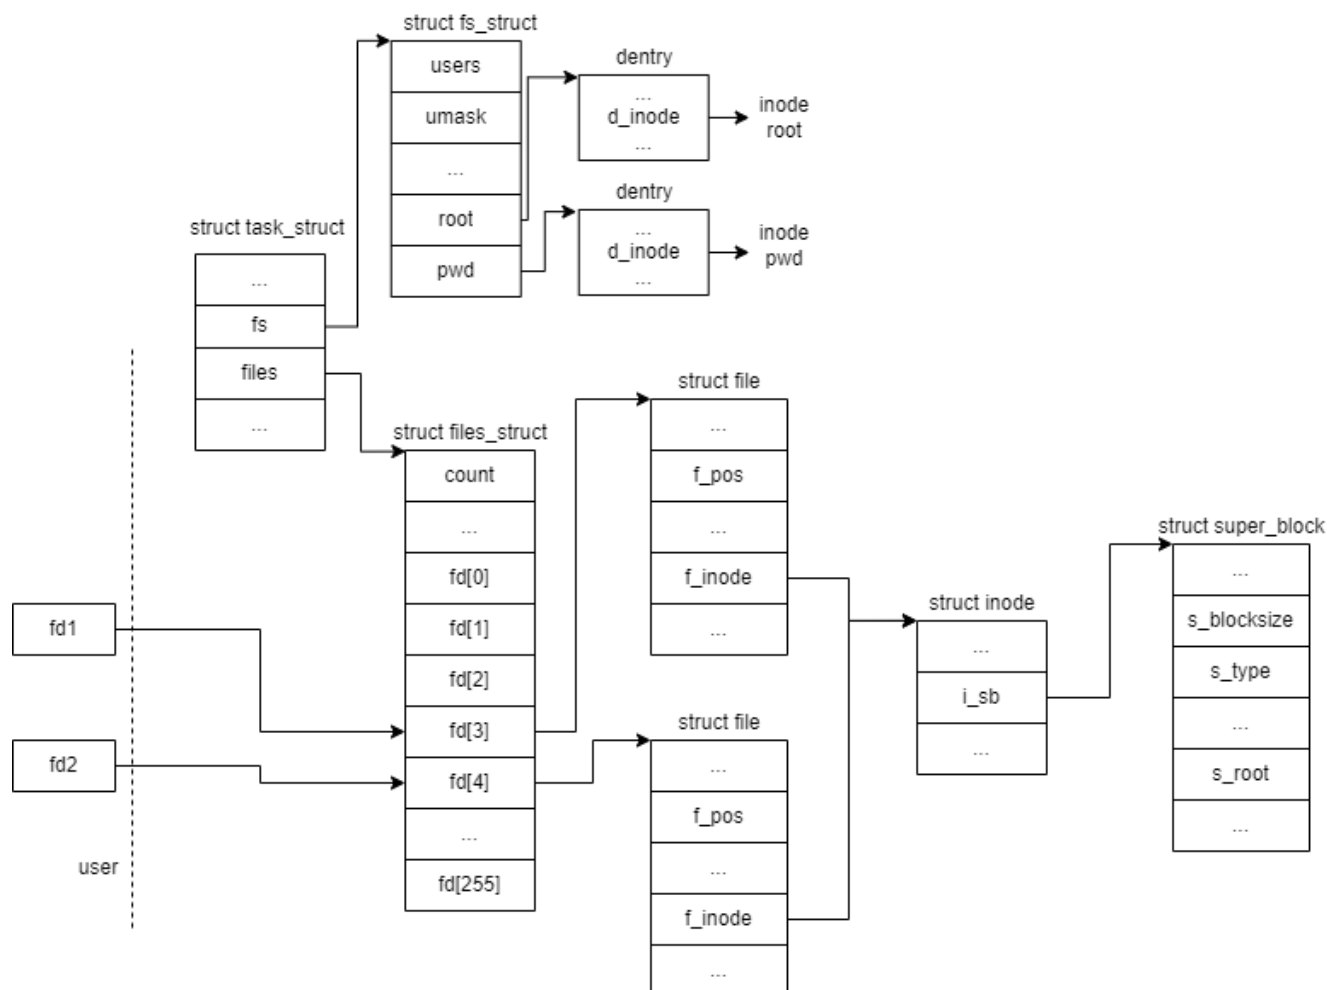 struct fs_struct
users
umask
...
root
pwd
dentry
...
d_inode
...
inode
root
dentry
...
d_inode
...
inode
pwd
struct task_struct
...
fs
files
...
struct files_struct
count
...
fd[0]
fd[1]
fd[2]
fd[3]
fd[4]
...
fd[255]
fd1
fd2
user
struct file
...
f_pos
...
f_inode
...
struct file
...
f_pos
...
f_inode
...
struct inode
...
i_sb
...
struct super_block
...
s_blocksize
s_type
...
s_root
...